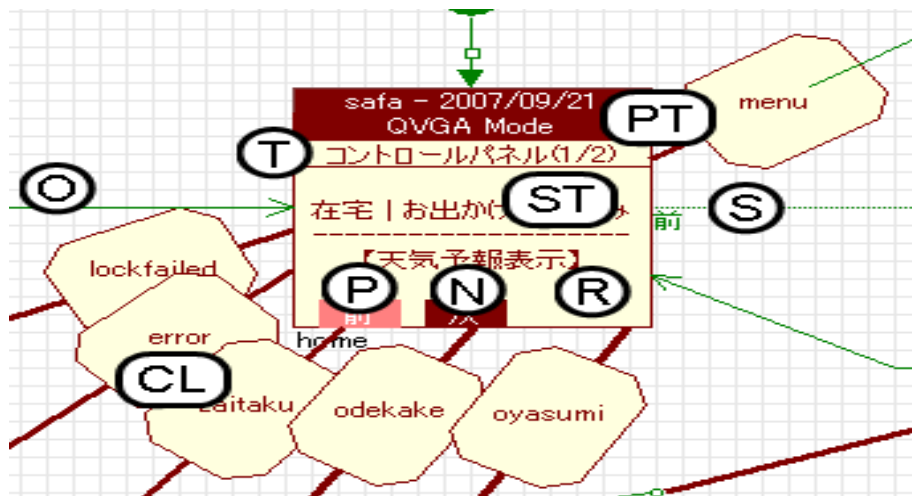 safa - 2007/09/21
QVGA Mode
PT
menu
T
コントロールパネル(1/2)
O
ST
S
在宅 | お出かけ み
前
--------------------
lockfailed
【天気予報表示】
P
N
R
error
home
CL
zaitaku
odekake
oyasumi